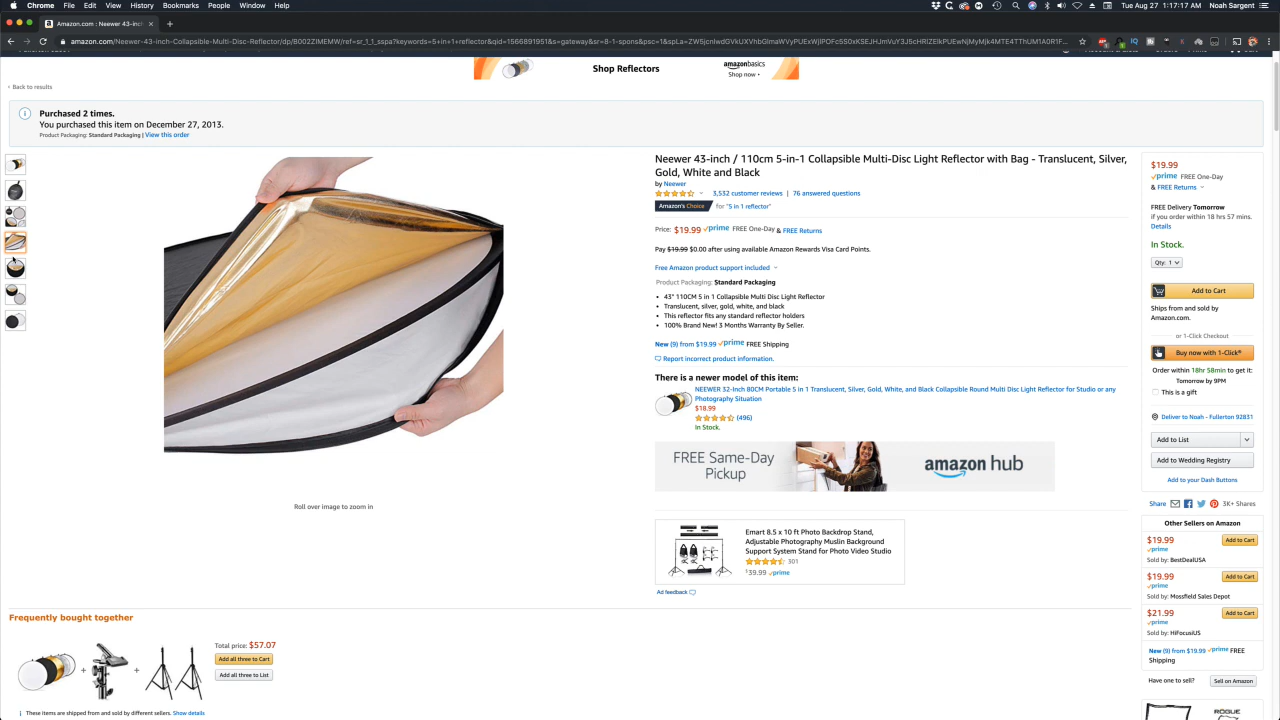 Chrome File Edit View History Bookmarks People Window Help
Tue Aug 27 1:17:17 AM Noah Sargent
Amazon.com : Neewer 43-inch
Shop Reflectors
amazonbasics
Shop now
Back to results
Purchased 2 times.
You purchased this item on December 27, 2013.
Product Packaging: Standard Packaging | View this order
Neewer 43-inch / 110cm 5-in-1 Collapsible Multi-Disc Light Reflector with Bag - Translucent, Silver,
Gold, White and Black
by Neewer
3,532 customer reviews | 76 answered questions
Amazon's Choice for "5 in 1 reflector"
Price: $19.99 prime FREE One-Day & FREE Returns
Pay $19.99 $0.00 after using available Amazon Rewards Visa Card Points.
Free Amazon product support included
Product Packaging: Standard Packaging
• 43" 110CM 5 in 1 Collapsible Multi Disc Light Reflector
• Translucent, silver, gold, white, and black
• This reflector fits any standard reflector holders
• 100% Brand New! 3 Months Warranty By Seller.
New (9) from $19.99 prime FREE Shipping
Report incorrect product information.
There is a newer model of this item:
NEEWER 32-Inch 80CM Portable 5 in 1 Translucent, Silver, Gold, White, and Black Collapsible Round Multi Disc Light Reflector for Studio or any
Photography Situation
$18.99
(496)
In Stock.
FREE Same-Day
Pickup
amazon hub
Emart 8.5 x 10 ft Photo Backdrop Stand,
Adjustable Photography Muslin Background
Support System Stand for Photo Video Studio
301
$39.99 prime
Ad feedback
Roll over image to zoom in
$19.99
prime FREE One-Day
& FREE Returns
FREE Delivery Tomorrow
if you order within 18 hrs 57 mins.
Details
In Stock.
Qty: 1
Add to Cart
Ships from and sold by
Amazon.com.
or 1-Click Checkout
Buy now with 1-Click®
Order within 18hr 58min to get it:
Tomorrow by 9PM
This is a gift
Deliver to Noah - Fullerton 92831
Add to List
Add to Wedding Registry
Add to your Dash Buttons
Share 3K+ Shares
Other Sellers on Amazon
$19.99 Add to Cart
prime
Sold by: BestDealUSA
$19.99 Add to Cart
prime
Sold by: Mossfield Sales Depot
$21.99 Add to Cart
prime
Sold by: HiFocusiUS
New (9) from $19.99 prime FREE
Shipping
Have one to sell? Sell on Amazon
ROGUE
Frequently bought together
Total price: $57.07
Add all three to Cart
Add all three to List
These items are shipped from and sold by different sellers. Show details